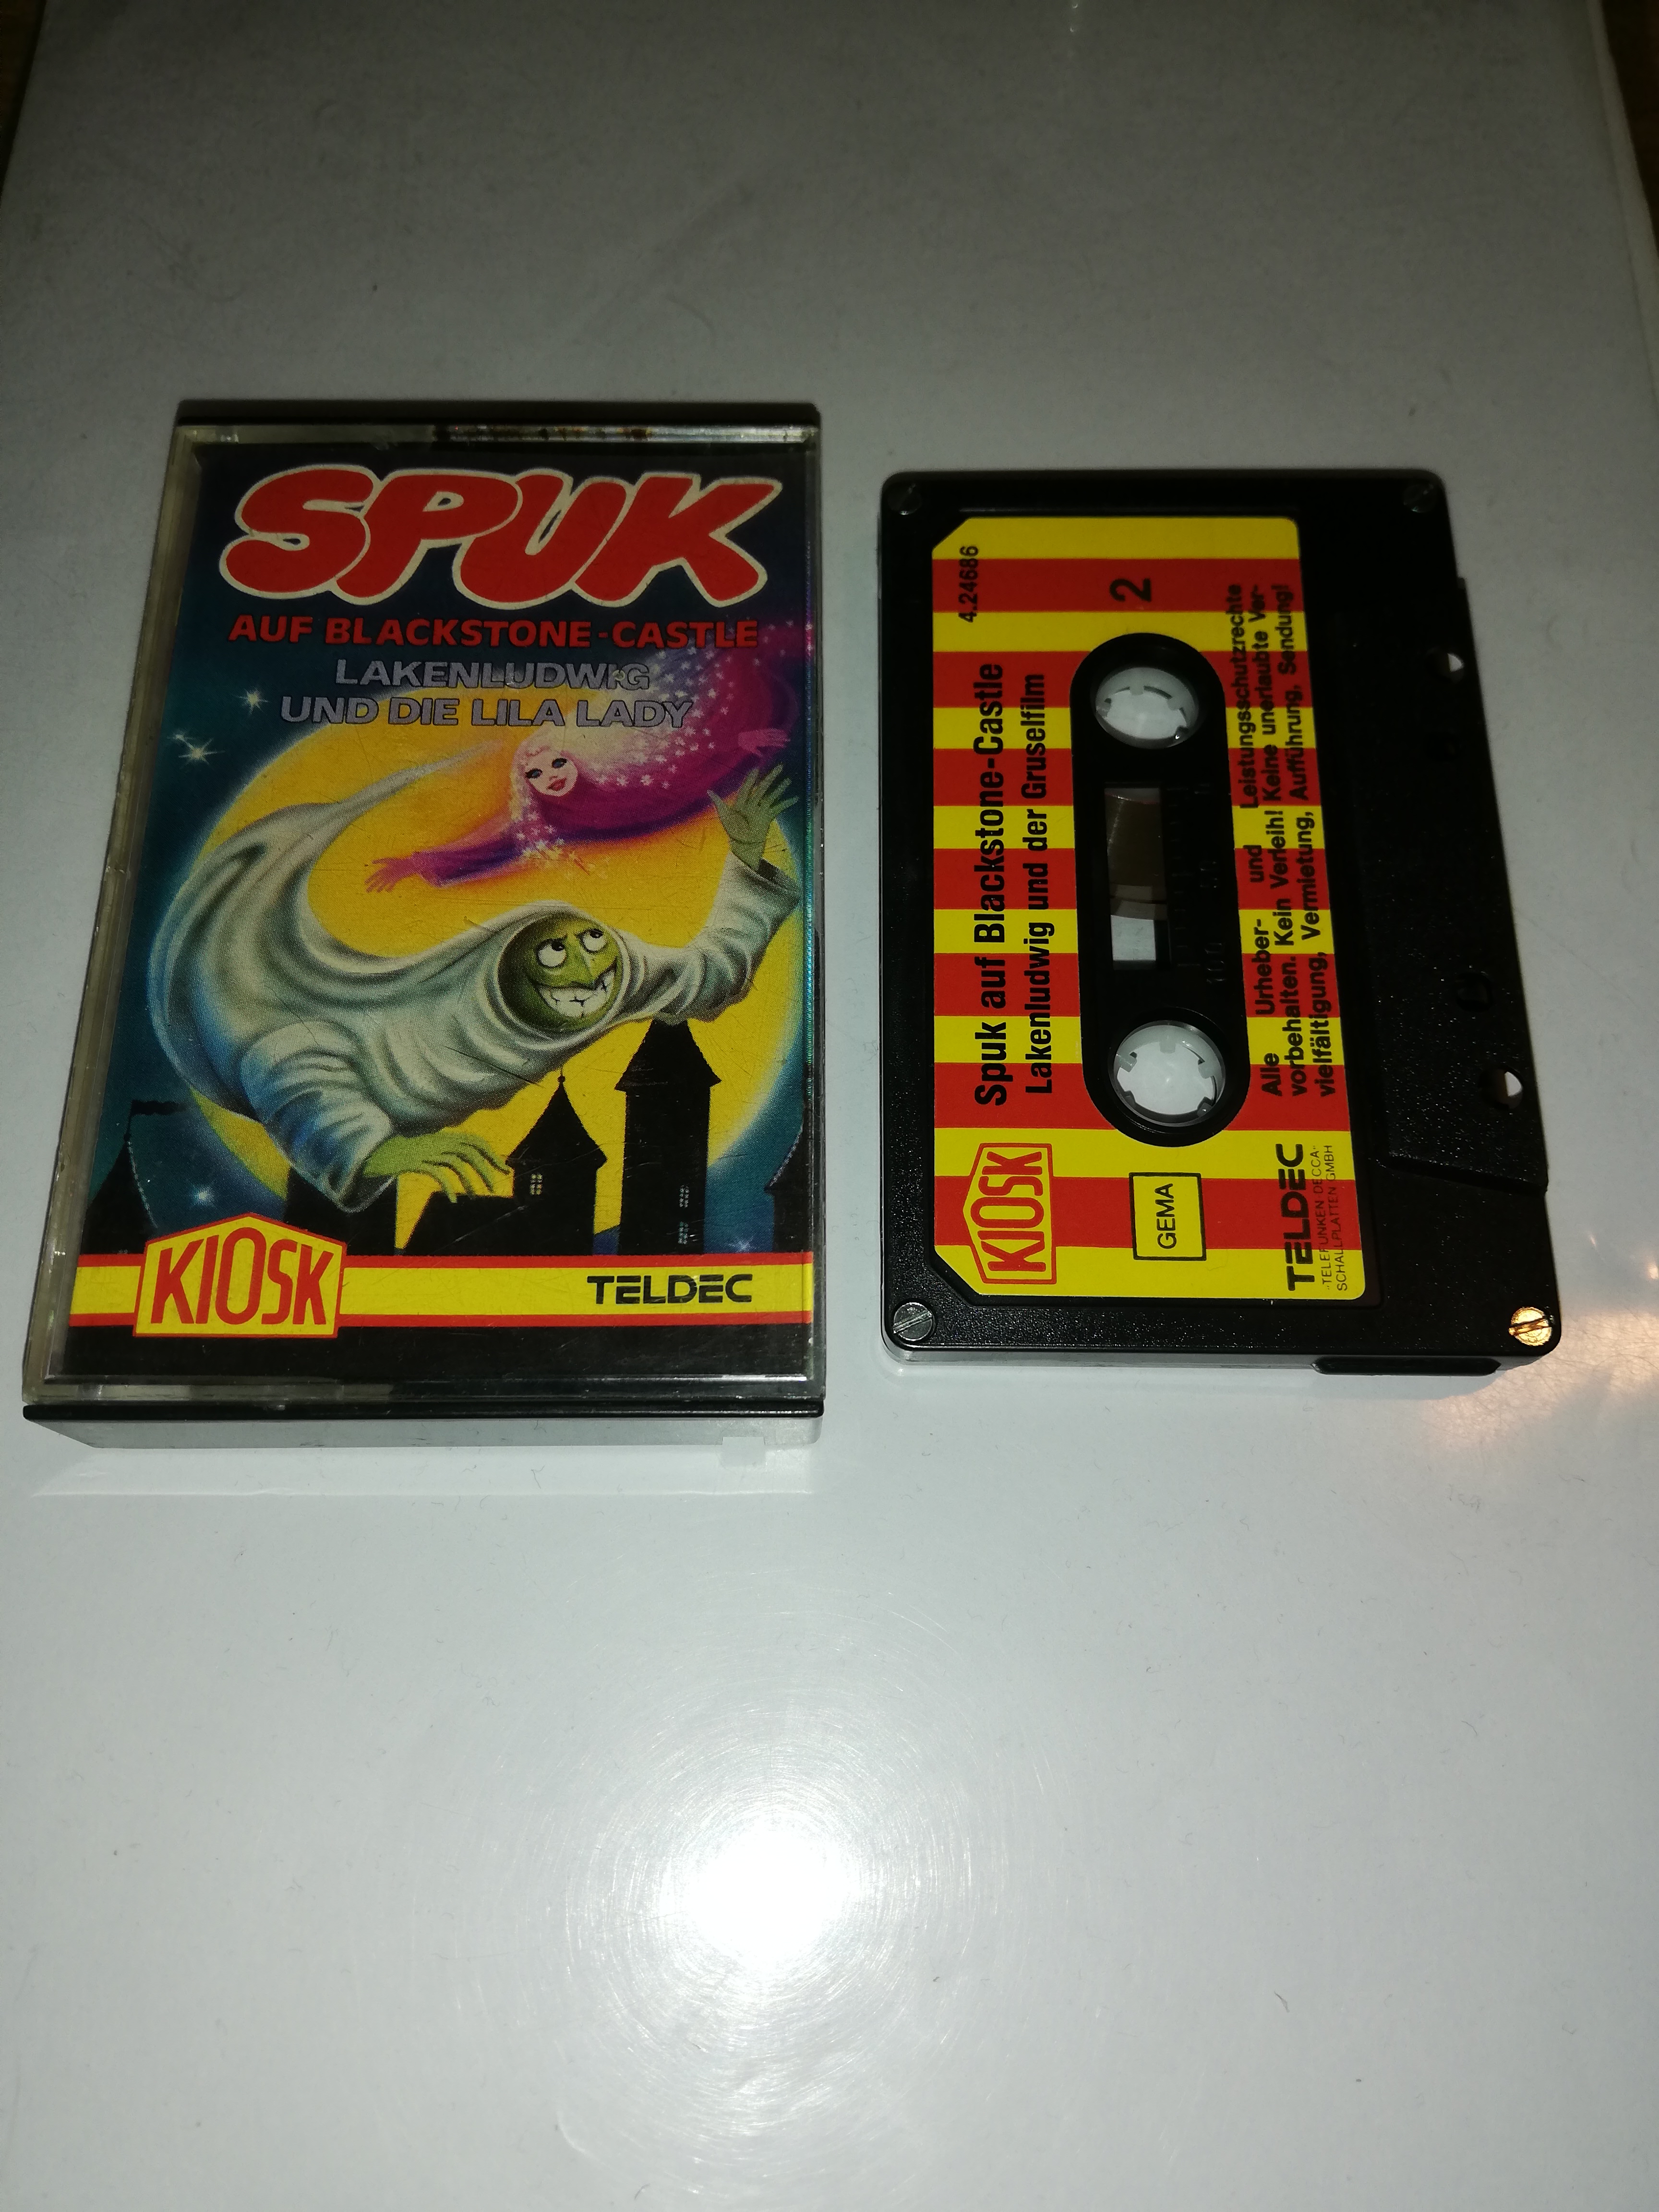 SPUK
AUF BLACKSTONE-CASTLE
LAKENLUDWIG
UND DIE LILA LADY
KIOSK
TELDEC
4.24686
2
Spuk auf Blackstone-Castle
Lakenludwig und der Gruselfilm
KIOSK
GEMA
Alle Urheber- und Leistungsschutzrechte
vorbehalten. Kein Verleih! Keine unerlaubte Ver-
vielfältigung, Vermietung, Aufführung, Sendung!
TELDEC
»TELEFUNKEN-DECCA«
SCHALLPLATTEN GMBH